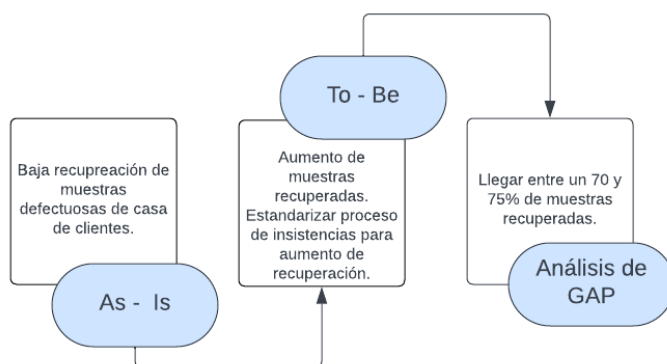 Baja recupreación de
muestras
defectuosas de casa
de clientes.
As - Is
To - Be
Aumento de
muestras
recuperadas.
Estandarizar proceso
de insistencias para
aumento de
recuperación.
Llegar entre un 70 y
75% de muestras
recuperadas.
Análisis de
GAP